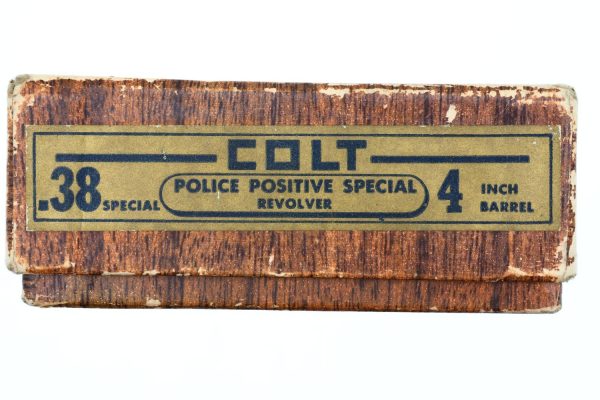 COLT
.38 SPECIAL
POLICE POSITIVE SPECIAL
REVOLVER
4 INCH
BARREL